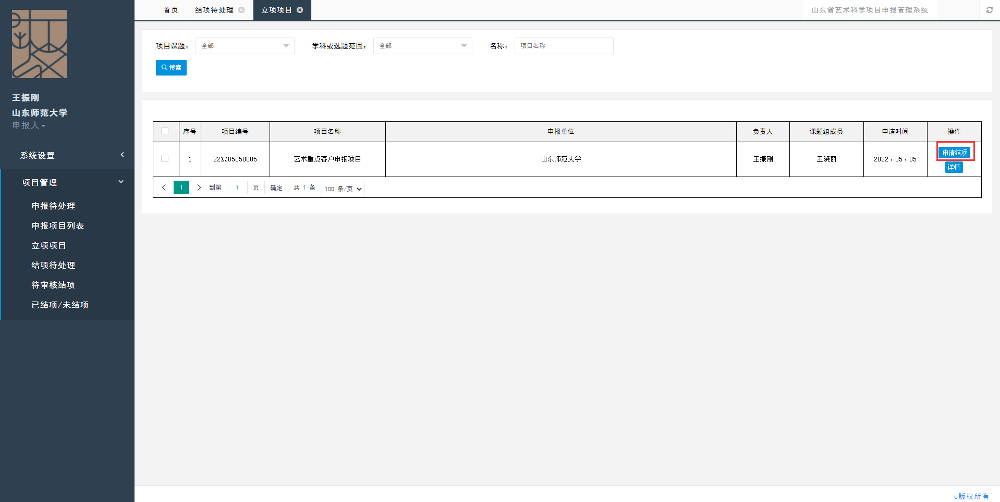 首页 结项待处理 立项项目 山东省艺术科学项目申报管理系统
王振刚
山东师范大学
申报人
系统设置
项目管理
申报待处理
申报项目列表
立项项目
结项待处理
待审核结项
已结项/未结项
项目课题： 全部 学科或选题范围： 全部 名称： 项目名称
搜索
序号 项目编号 项目名称 申报单位 负责人 课题组成员 申请时间 操作
1 22ZZ05050005 艺术重点客户申报项目 山东师范大学 王振刚 王晓丽 2022、05、05 申请结项
详情
1 到第 1 页 确定 共 1 条 100 条/页
c版权所有